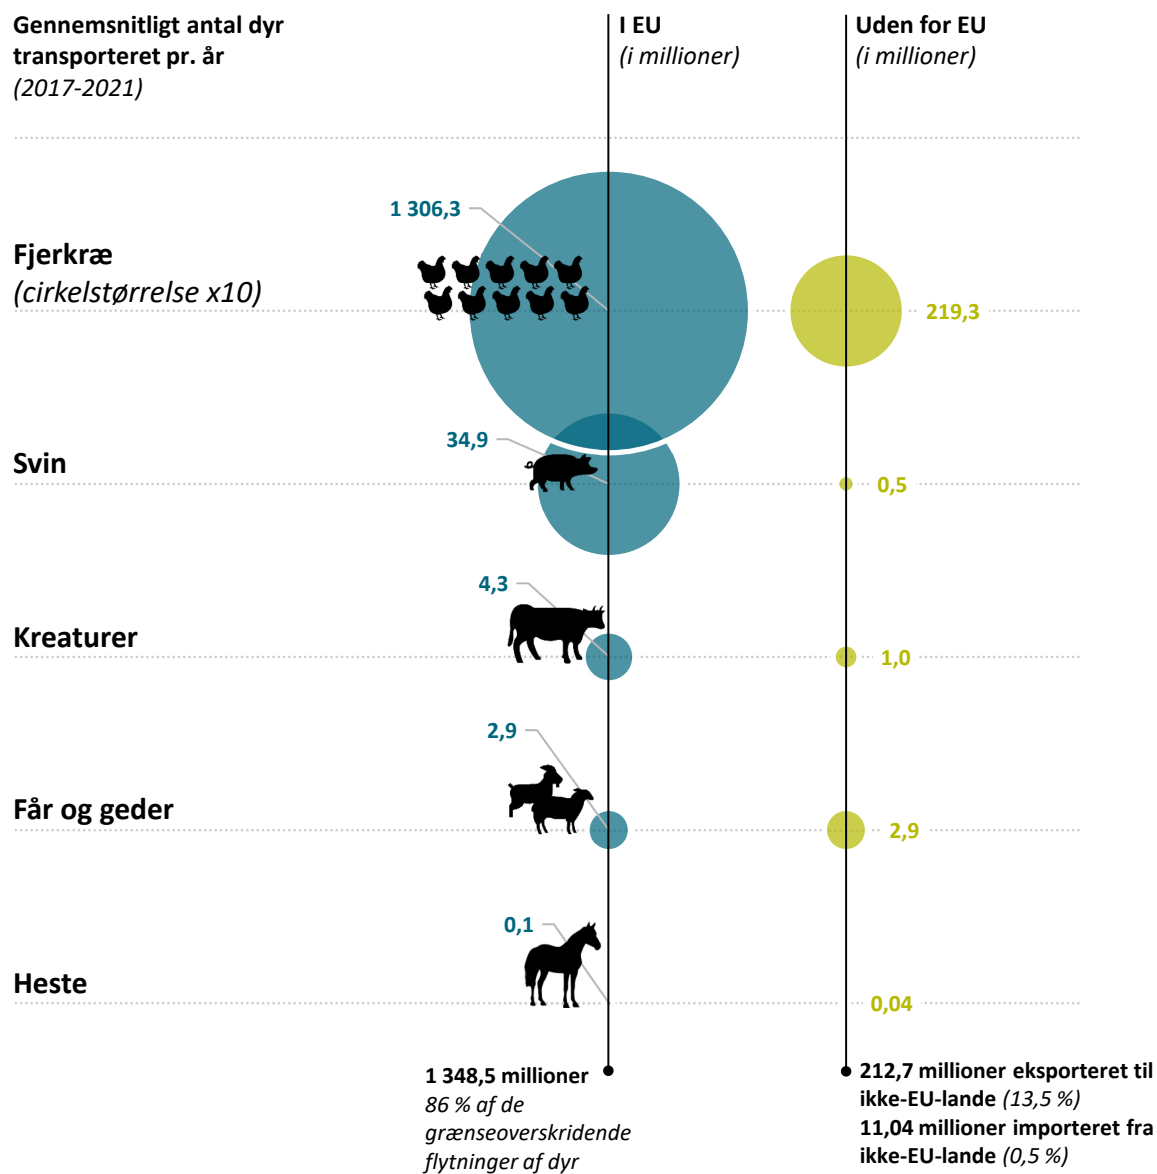 Gennemsnitligt antal dyr
transporteret pr. år
(2017-2021)
I EU
(i millioner)
Uden for EU
(i millioner)
1 306,3
Fjerkræ
(cirkelstørrelse x10)
219,3
34,9
Svin
0,5
4,3
Kreaturer
1,0
2,9
Får og geder
2,9
0,1
Heste
0,04
1 348,5 millioner
86 % af de
grænseoverskridende
flytninger af dyr
212,7 millioner eksporteret til
ikke-EU-lande (13,5 %)
11,04 millioner importeret fra
ikke-EU-lande (0,5 %)